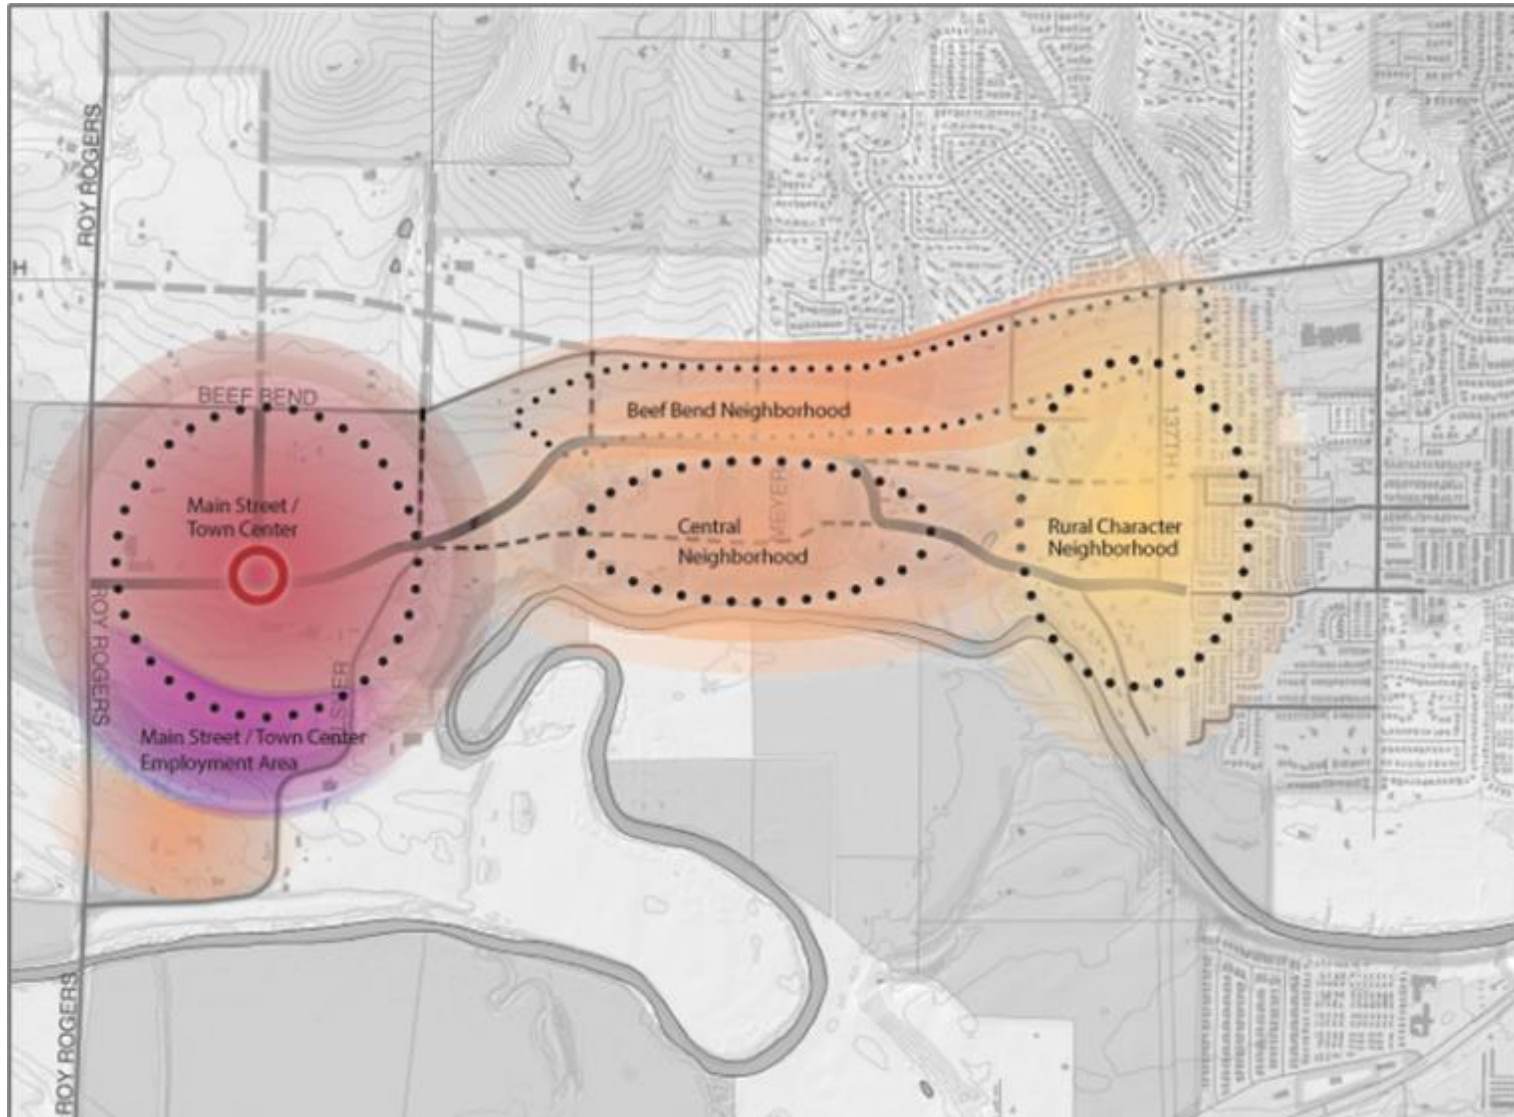 ROY ROGERS
H
BEEF BEND
Beef Bend Neighborhood
137TH
Main Street /
Town Center
MEYER
Central
Neighborhood
Rural Character
Neighborhood
ROY ROGERS
Main Street / Town Center
Employment Area
ROY ROGERS